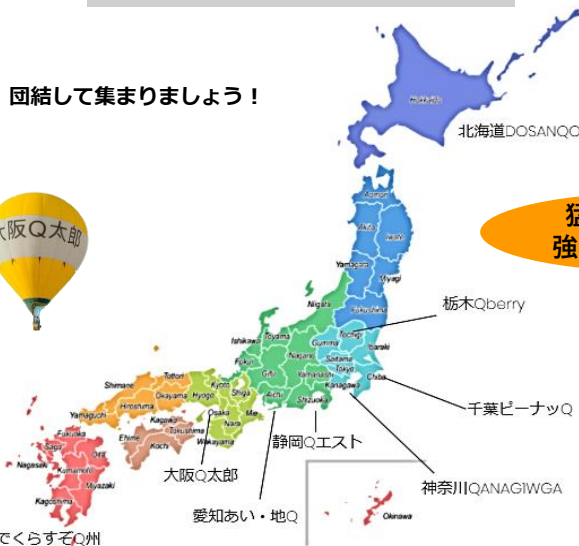 団結して集まりましょう！
Hokkaido
北海道DOSANQO
大阪Q太郎
Aomori
Akita
Iwate
猛
強
Yamagata
Miyagi
Niigata
Fukushima
栃木Qberry
Ishikawa
Toyama
Tochigi
Gunma
Ibaraki
Fukui
Nagano
Saitama
Tokyo
Gifu
Yamanashi
Kanagawa
Chiba
Shimane
Tottori
Kyoto
Shiga
Aichi
Shizuoka
Okayama
Hyogo
Hiroshima
Osaka
Mie
Nara
Yamaguchi
Kagawa
Tokushima
Wakayama
千葉ピーナッQ
Fukuoka
Ehime
Kochi
静岡Qエスト
Saga
Oita
Nagasaki
Kumamoto
大阪Q太郎
神奈川QANAGIWGA
Miyazaki
Kagoshima
愛知あい・地Q
Okinawa
でくらすぞQ州